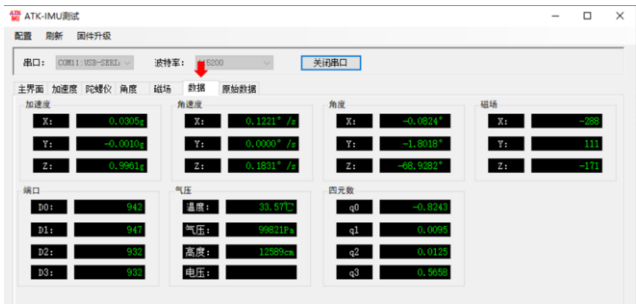 ATK-IMU测试
配置 刷新 固件升级
串口: COM11:USB-SERI 波特率: 115200 关闭串口
主界面 加速度 陀螺仪 角度 磁场 数据 原始数据
加速度 角速度 角度 磁场
X: 0.0305g X: 0.1221° /s X: -0.0824° X: -288
Y: -0.0010g Y: 0.0000° /s Y: -1.8018° Y: 111
Z: 0.9961g Z: 0.1831° /s Z: -68.9282° Z: -171
端口 气压 四元数
D0: 942 温度: 33.57℃ q0 -0.8243
D1: 947 气压: 99821Pa q1 0.0095
D2: 932 高度: 12589cm q2 0.0125
D3: 932 电压: q3 0.5658